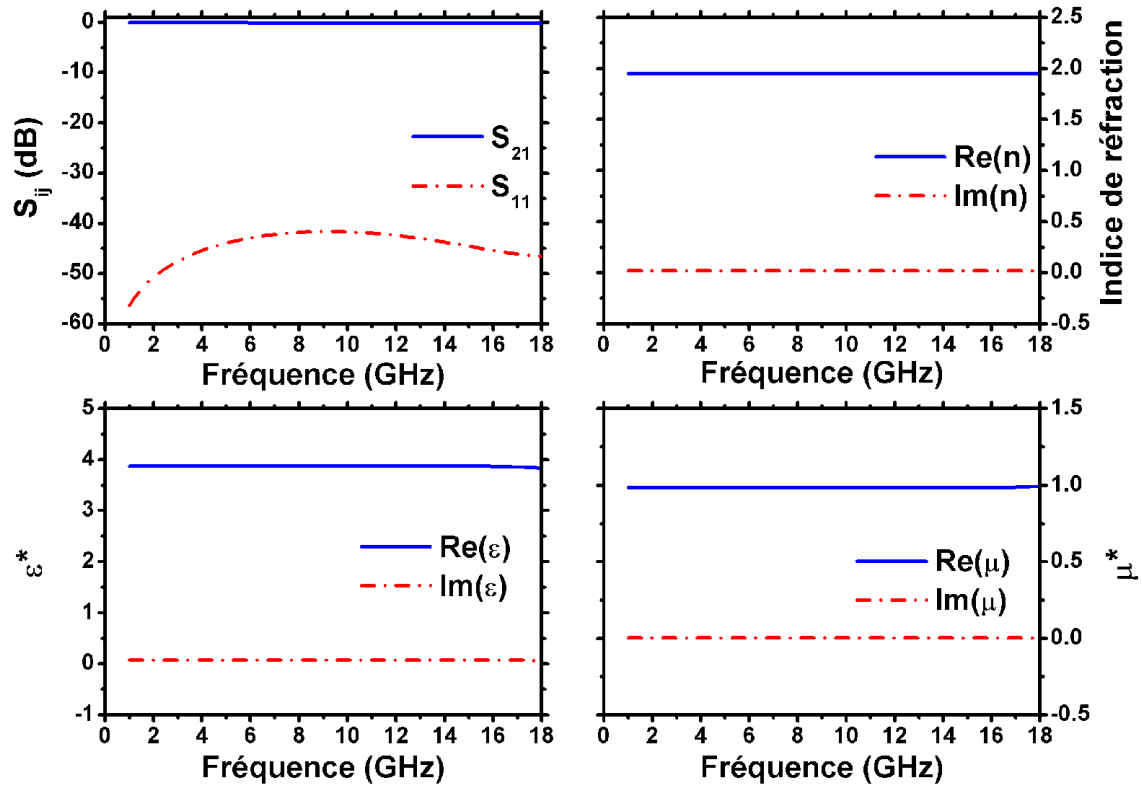 0
-10
-20
-30
-40
-50
-60
S_ij (dB)
S_21
S_11
0 2 4 6 8 10 12 14 16 18
Fréquence (GHz)
2.5
2.0
1.5
1.0
0.5
0.0
-0.5
Indice de réfraction
Re(n)
Im(n)
0 2 4 6 8 10 12 14 16 18
Fréquence (GHz)
5
4
3
2
1
0
-1
ε*
Re(ε)
Im(ε)
0 2 4 6 8 10 12 14 16 18
Fréquence (GHz)
1.5
1.0
0.5
0.0
-0.5
μ*
Re(μ)
Im(μ)
0 2 4 6 8 10 12 14 16 18
Fréquence (GHz)